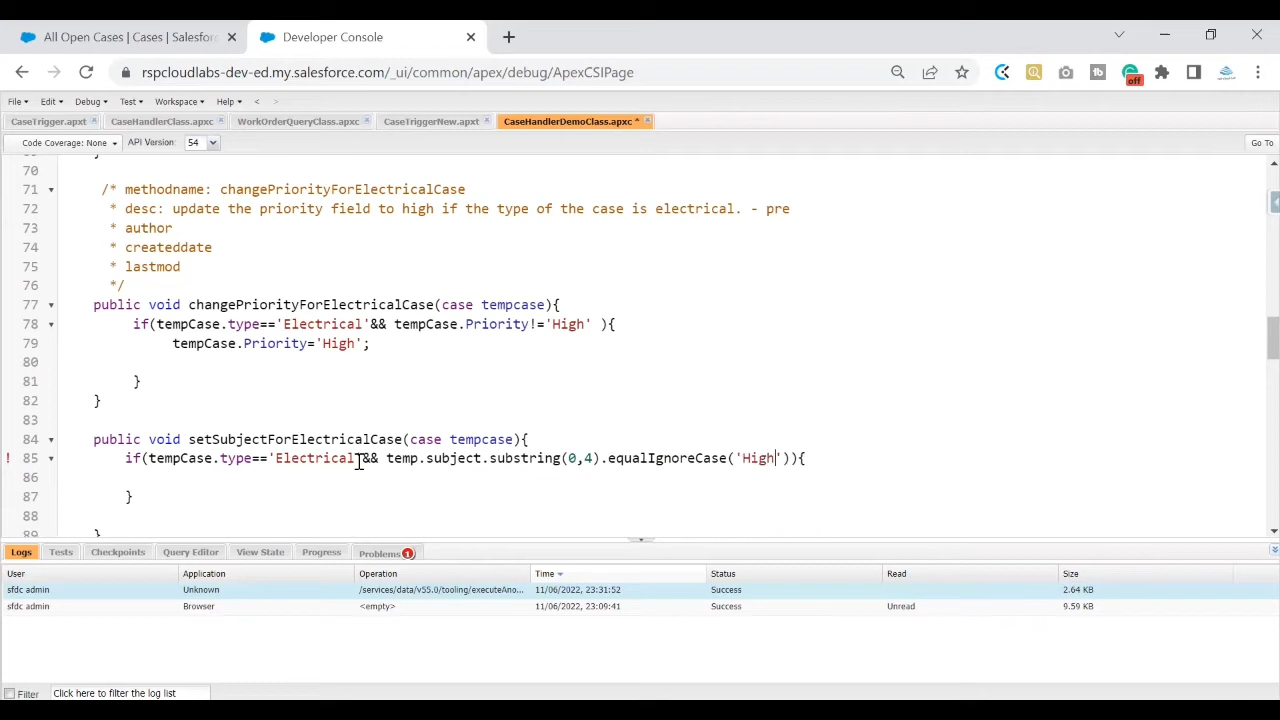 All Open Cases | Cases | Salesfor
Developer Console
rspcloudlabs-dev-ed.my.salesforce.com/_ui/common/apex/debug/ApexCSIPage
off
File Edit Debug Test Workspace Help < >
CaseTrigger.apxt CaseHandlerClass.apxc WorkOrderQueryClass.apxc CaseTriggerNew.apxt CaseHandlerDemoClass.apxc *
Code Coverage: None API Version: 54 Go To
70
71 /* methodname: changePriorityForElectricalCase
72 * desc: update the priority field to high if the type of the case is electrical. - pre
73 * author
74 * createddate
75 * lastmod
76 */
77 public void changePriorityForElectricalCase(case tempcase){
78 if(tempCase.type=='Electrical'&& tempCase.Priority!='High' ){
79 tempCase.Priority='High';
80
81 }
82 }
83
84 public void setSubjectForElectricalCase(case tempcase){
! 85 if(tempCase.type=='Electrical'&& temp.subject.substring(0,4).equalIgnoreCase('High')){
86
87 }
88
89 }
Logs Tests Checkpoints Query Editor View State Progress Problems 1
User Application Operation Time Status Read Size
sfdc admin Unknown /services/data/v55.0/tooling/executeAno... 11/06/2022, 23:31:52 Success 2.64 KB
sfdc admin Browser <empty> 11/06/2022, 23:09:41 Success Unread 9.59 KB
Filter Click here to filter the log list